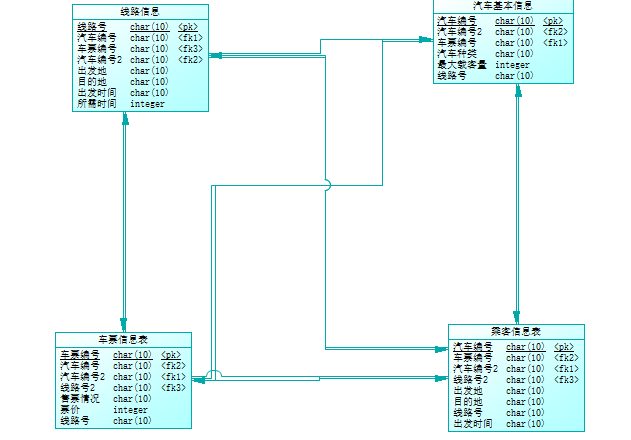 线路信息
线路号 char(10) <pk>
汽车编号 char(10) <fk1>
车票编号 char(10) <fk3>
汽车编号2 char(10) <fk2>
出发地 char(10)
目的地 char(10)
出发时间 char(10)
所需时间 integer
汽车基本信息
汽车编号 char(10) <pk>
汽车编号2 char(10) <fk2>
车票编号 char(10) <fk1>
汽车种类 char(10)
最大载客量 integer
线路号 char(10)
车票信息表
车票编号 char(10) <pk>
汽车编号 char(10) <fk2>
汽车编号2 char(10) <fk1>
线路号2 char(10) <fk3>
售票情况 char(10)
票价 integer
线路号 char(10)
乘客信息表
汽车编号 char(10) <pk>
车票编号 char(10) <fk2>
汽车编号2 char(10) <fk1>
线路号2 char(10) <fk3>
出发地 char(10)
目的地 char(10)
线路号 char(10)
出发时间 char(10)